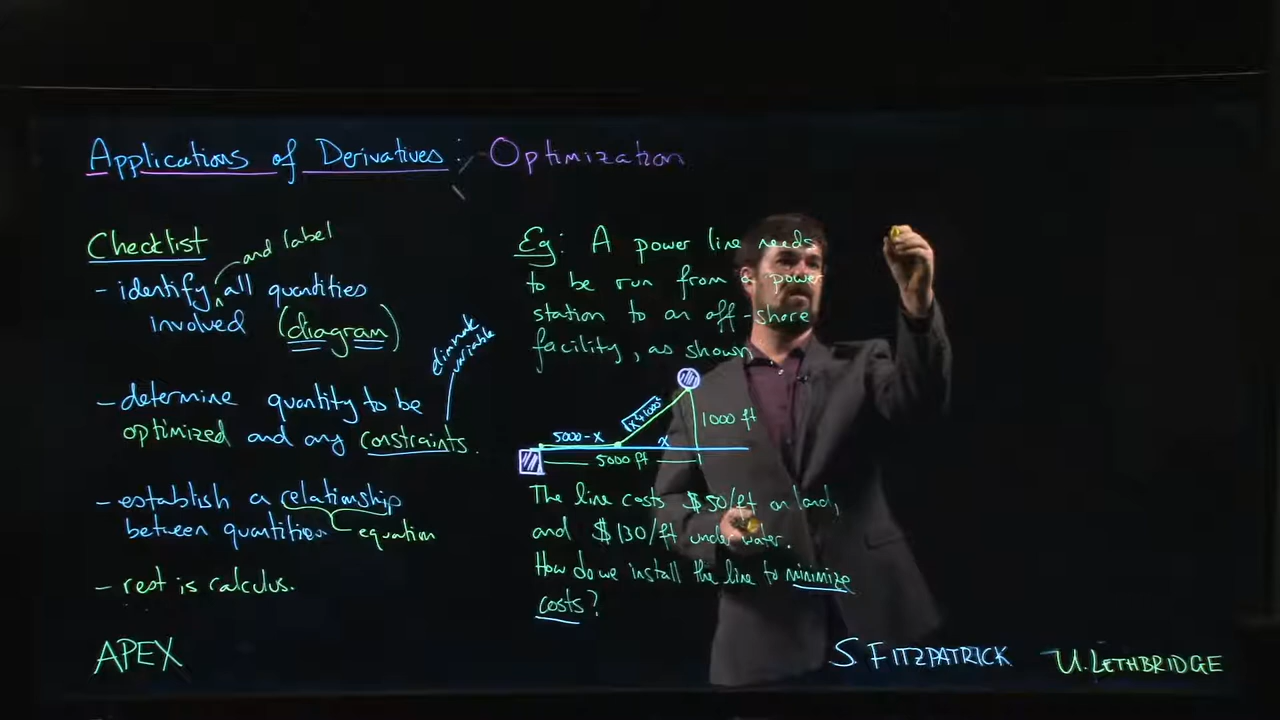 Applications of Derivatives: Optimization
Checklist
and label
- identify ^ all quantities
involved (diagram)
eliminate
variable
- determine quantity to be
optimized and any constraints.
- establish a relationship
between quantities
equation
- rest is calculus.
APEX
Eg: A power line needs
to be run from a power
station to an off-shore
facility, as shown
1000 ft
5000-x
x
5000 ft
The line costs $50/ft on land,
and $130/ft under water.
How do we install the line to minimize
costs?
S FITZPATRICK
U. LETHBRIDGE